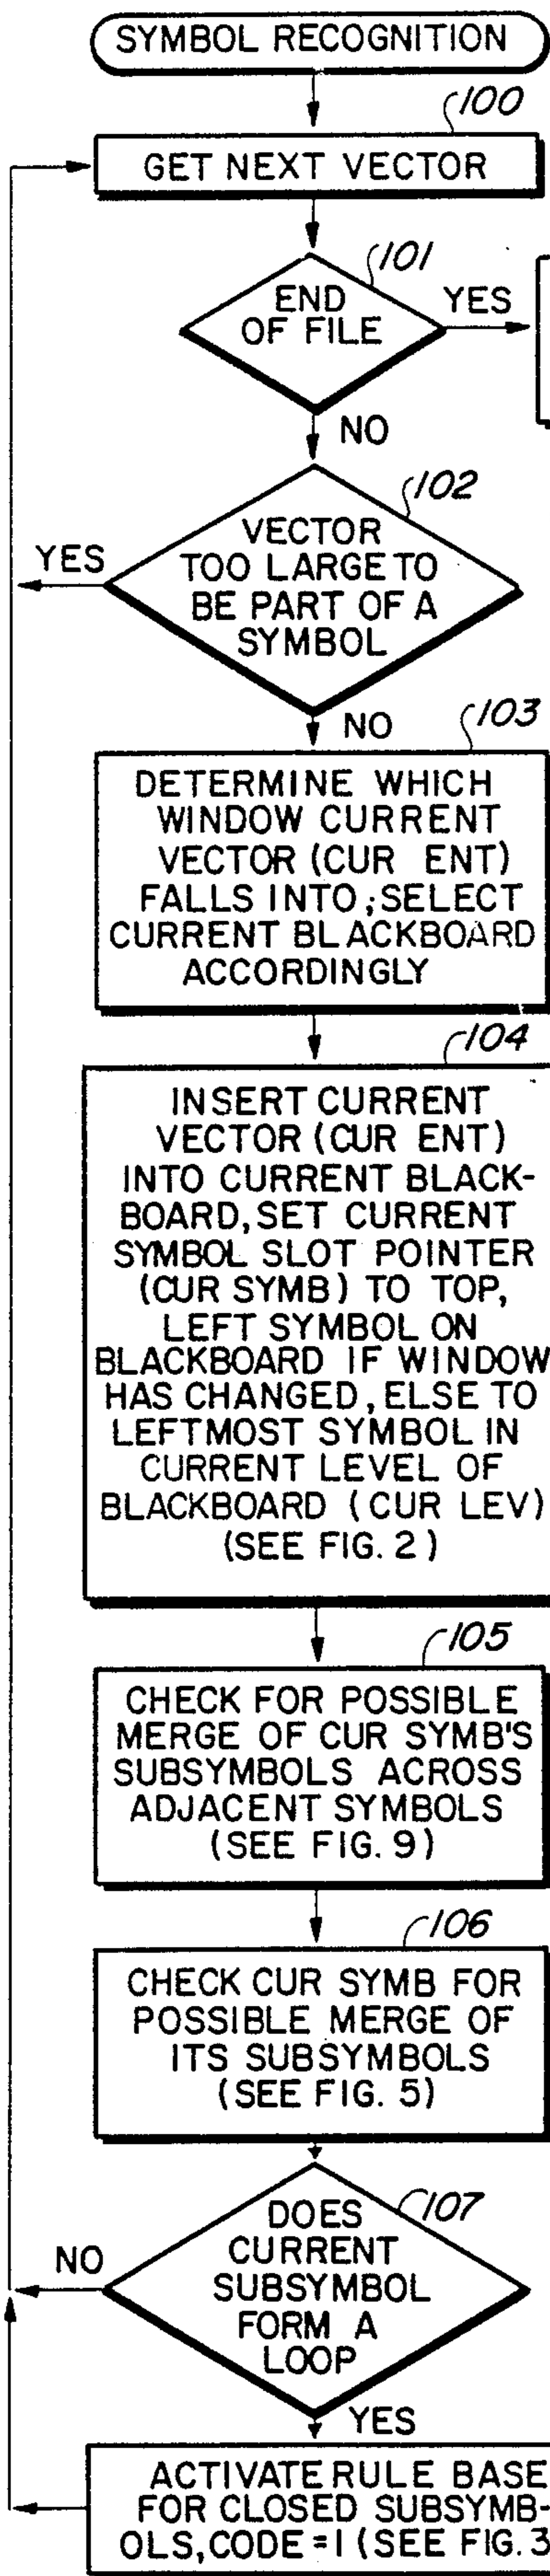 SYMBOL RECOGNITION
100
GET NEXT VECTOR
101
END
OF FILE
YES
NO
102
VECTOR
TOO LARGE TO
BE PART OF A
SYMBOL
YES
NO
103
DETERMINE WHICH
WINDOW CURRENT
VECTOR (CUR ENT)
FALLS INTO; SELECT
CURRENT BLACKBOARD
ACCORDINGLY
104
INSERT CURRENT
VECTOR (CUR ENT)
INTO CURRENT BLACK-
BOARD, SET CURRENT
SYMBOL SLOT POINTER
(CUR SYMB) TO TOP,
LEFT SYMBOL ON
BLACKBOARD IF WINDOW
HAS CHANGED, ELSE TO
LEFTMOST SYMBOL IN
CURRENT LEVEL OF
BLACKBOARD (CUR LEV)
(SEE FIG. 2)
105
CHECK FOR POSSIBLE
MERGE OF CUR SYMB'S
SUBSYMBOLS ACROSS
ADJACENT SYMBOLS
(SEE FIG. 9)
106
CHECK CUR SYMB FOR
POSSIBLE MERGE OF
ITS SUBSYMBOLS
(SEE FIG. 5)
107
DOES
CURRENT
SUBSYMBOL
FORM A
LOOP
NO
YES
ACTIVATE RULE BASE
FOR CLOSED SUBSYMB-
OLS, CODE = 1 (SEE FIG. 3